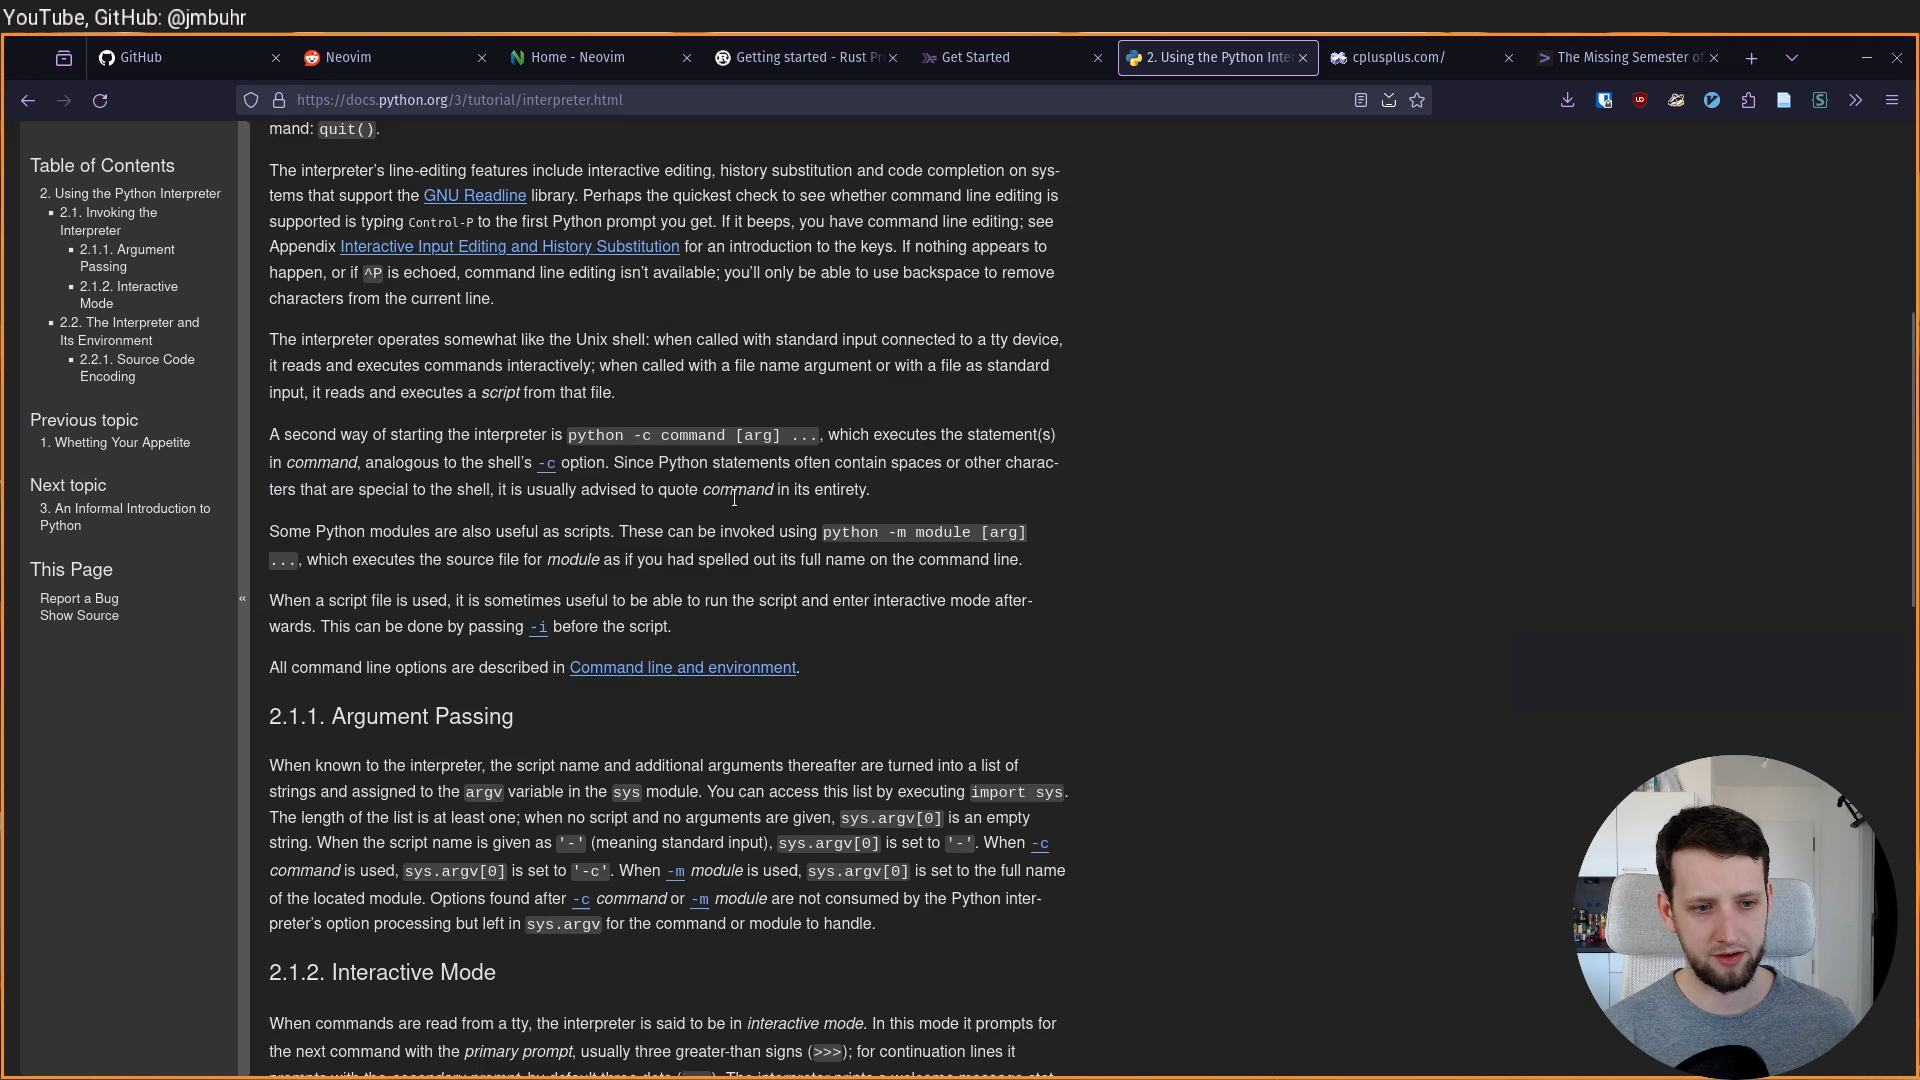 YouTube, GitHub: @jmbuhr
GitHub
Neovim
Home - Neovim
Getting started - Rust Pr
Get Started
2. Using the Python Inte
cplusplus.com/
The Missing Semester of
https://docs.python.org/3/tutorial/interpreter.html
Table of Contents
2. Using the Python Interpreter
2.1. Invoking the
Interpreter
2.1.1. Argument
Passing
2.1.2. Interactive
Mode
2.2. The Interpreter and
Its Environment
2.2.1. Source Code
Encoding
Previous topic
1. Whetting Your Appetite
Next topic
3. An Informal Introduction to
Python
This Page
Report a Bug
Show Source
«
mand: quit().
The interpreter’s line-editing features include interactive editing, history substitution and code completion on sys-
tems that support the GNU Readline library. Perhaps the quickest check to see whether command line editing is
supported is typing Control-P to the first Python prompt you get. If it beeps, you have command line editing; see
Appendix Interactive Input Editing and History Substitution for an introduction to the keys. If nothing appears to
happen, or if ^P is echoed, command line editing isn’t available; you’ll only be able to use backspace to remove
characters from the current line.
The interpreter operates somewhat like the Unix shell: when called with standard input connected to a tty device,
it reads and executes commands interactively; when called with a file name argument or with a file as standard
input, it reads and executes a script from that file.
A second way of starting the interpreter is python -c command [arg] ..., which executes the statement(s)
in command, analogous to the shell’s -c option. Since Python statements often contain spaces or other charac-
ters that are special to the shell, it is usually advised to quote command in its entirety.
Some Python modules are also useful as scripts. These can be invoked using python -m module [arg]
..., which executes the source file for module as if you had spelled out its full name on the command line.
When a script file is used, it is sometimes useful to be able to run the script and enter interactive mode after-
wards. This can be done by passing -i before the script.
All command line options are described in Command line and environment.
2.1.1. Argument Passing
When known to the interpreter, the script name and additional arguments thereafter are turned into a list of
strings and assigned to the argv variable in the sys module. You can access this list by executing import sys.
The length of the list is at least one; when no script and no arguments are given, sys.argv[0] is an empty
string. When the script name is given as '-' (meaning standard input), sys.argv[0] is set to '-'. When -c
command is used, sys.argv[0] is set to '-c'. When -m module is used, sys.argv[0] is set to the full name
of the located module. Options found after -c command or -m module are not consumed by the Python inter-
preter’s option processing but left in sys.argv for the command or module to handle.
2.1.2. Interactive Mode
When commands are read from a tty, the interpreter is said to be in interactive mode. In this mode it prompts for
the next command with the primary prompt, usually three greater-than signs (>>>); for continuation lines it